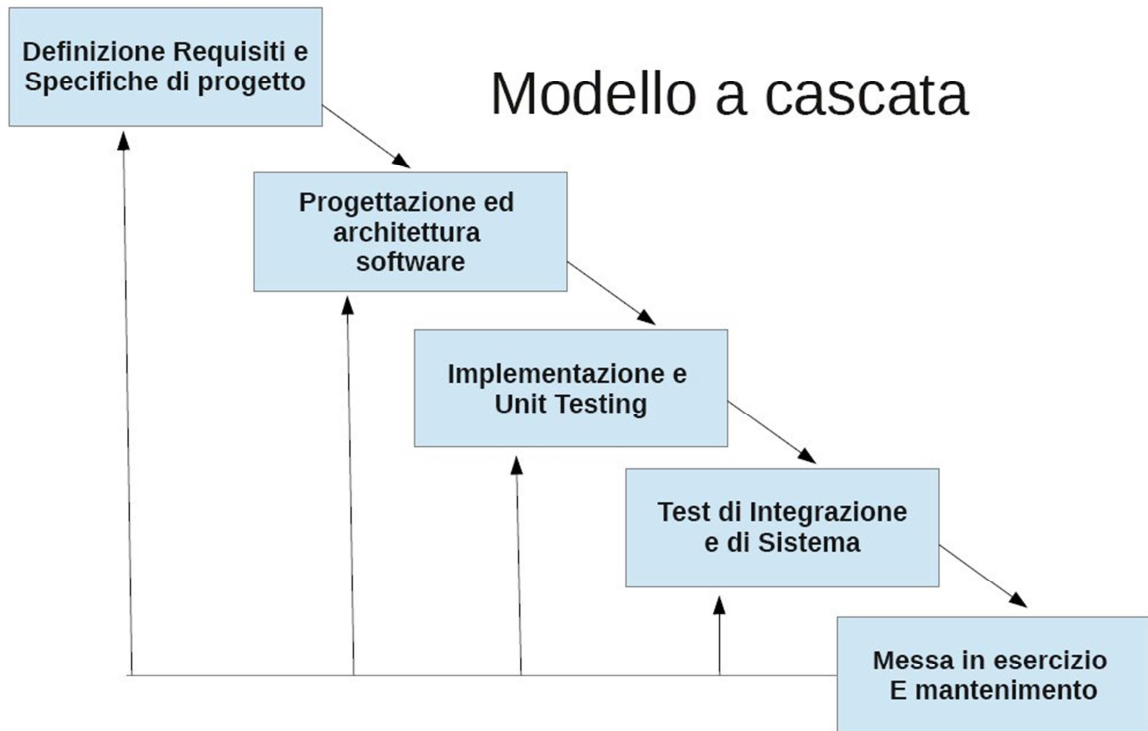 Definizione Requisiti e
Specifiche di progetto
Modello a cascata
Progettazione ed
architettura
software
Implementazione e
Unit Testing
Test di Integrazione
e di Sistema
Messa in esercizio
E mantenimento